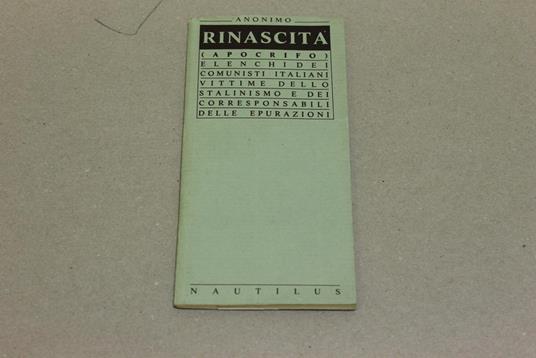 ANONIMO
RINASCITA
(APOCRIFO)
ELENCHI DEI
COMUNISTI ITALIANI
VITTIME DELLO
STALINISMO E DEI
CORRESPONSABILI
DELLE EPURAZIONI
NAUTILUS